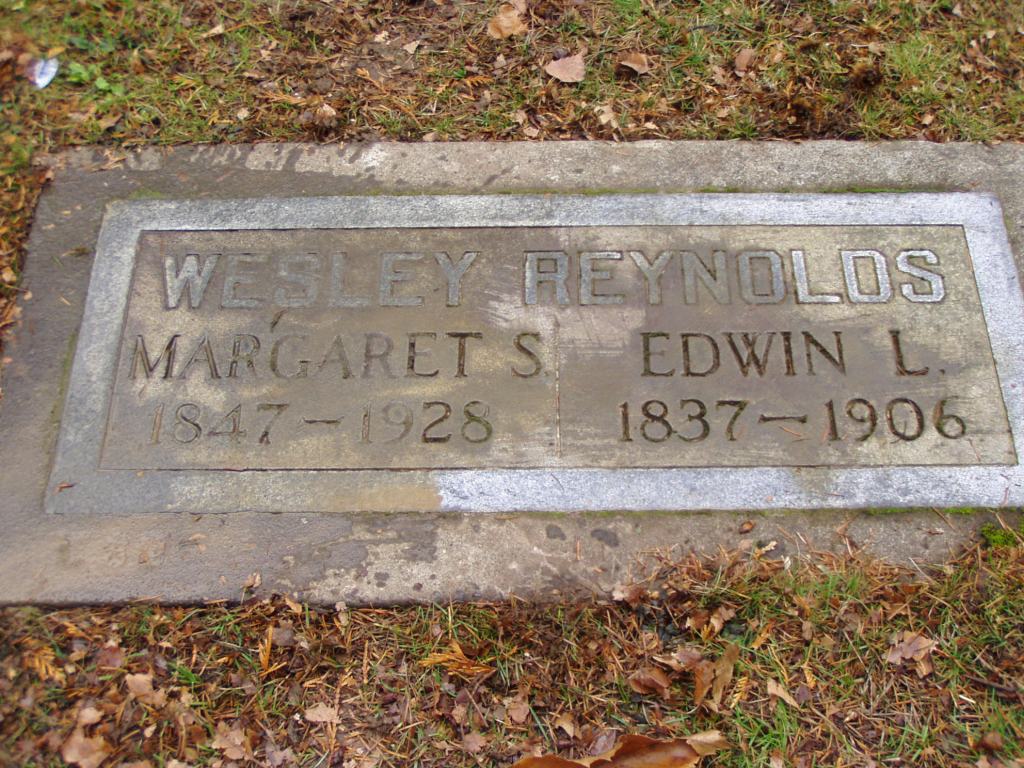 WESLEY REYNOLDS
MARGARET S. EDWIN L.
1847-1928 1837-1906